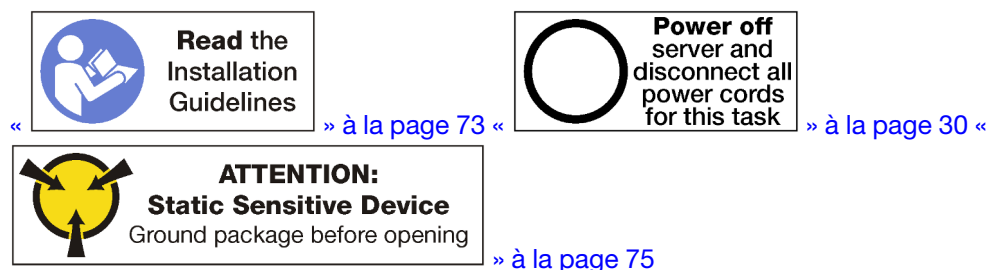 « Read the Installation Guidelines » à la page 73 « Power off server and disconnect all power cords for this task » à la page 30 «
ATTENTION: Static Sensitive Device Ground package before opening » à la page 75